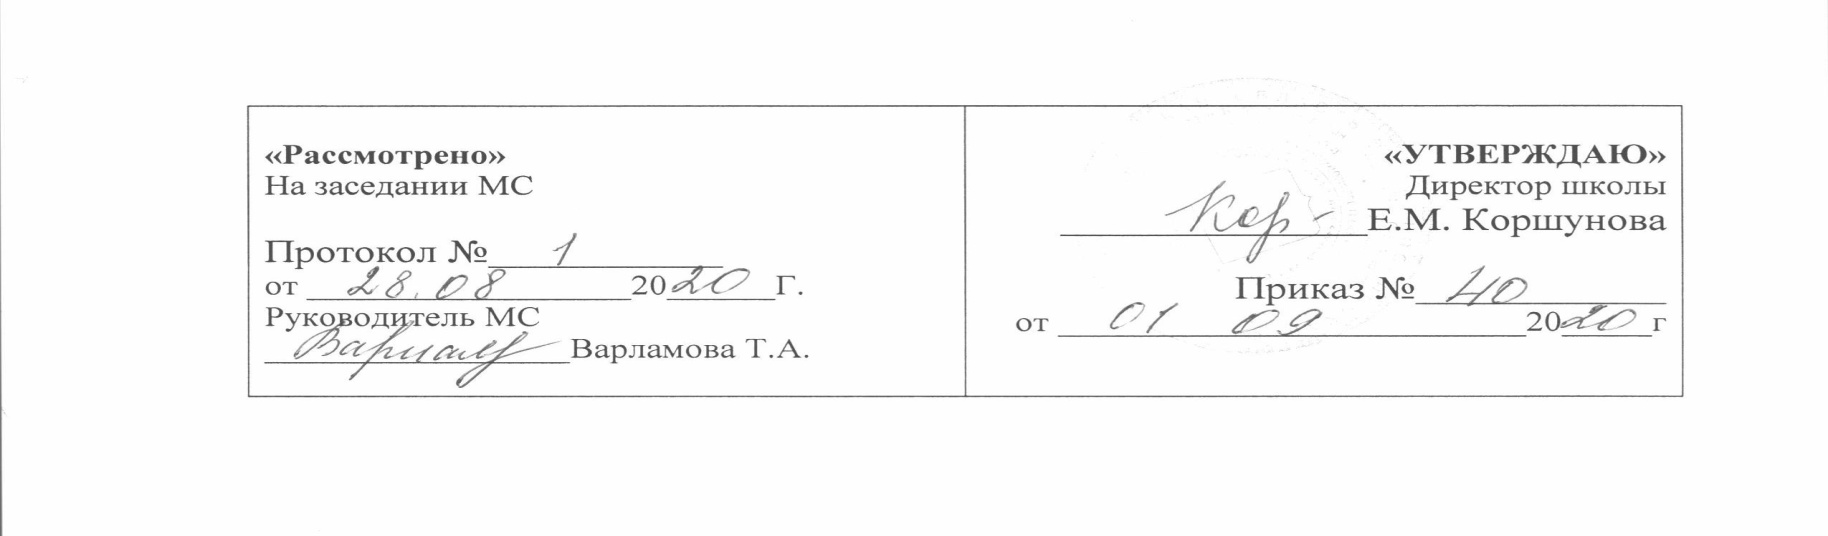 «Рассмотрено»
На заседании МС
Протокол № 1
от 28.08 2020 Г.
Руководитель МС
Варламова Т.А.
«УТВЕРЖДАЮ»
Директор школы
Кор- Е.М. Коршунова
Приказ № 40
от 01 09 2020 г